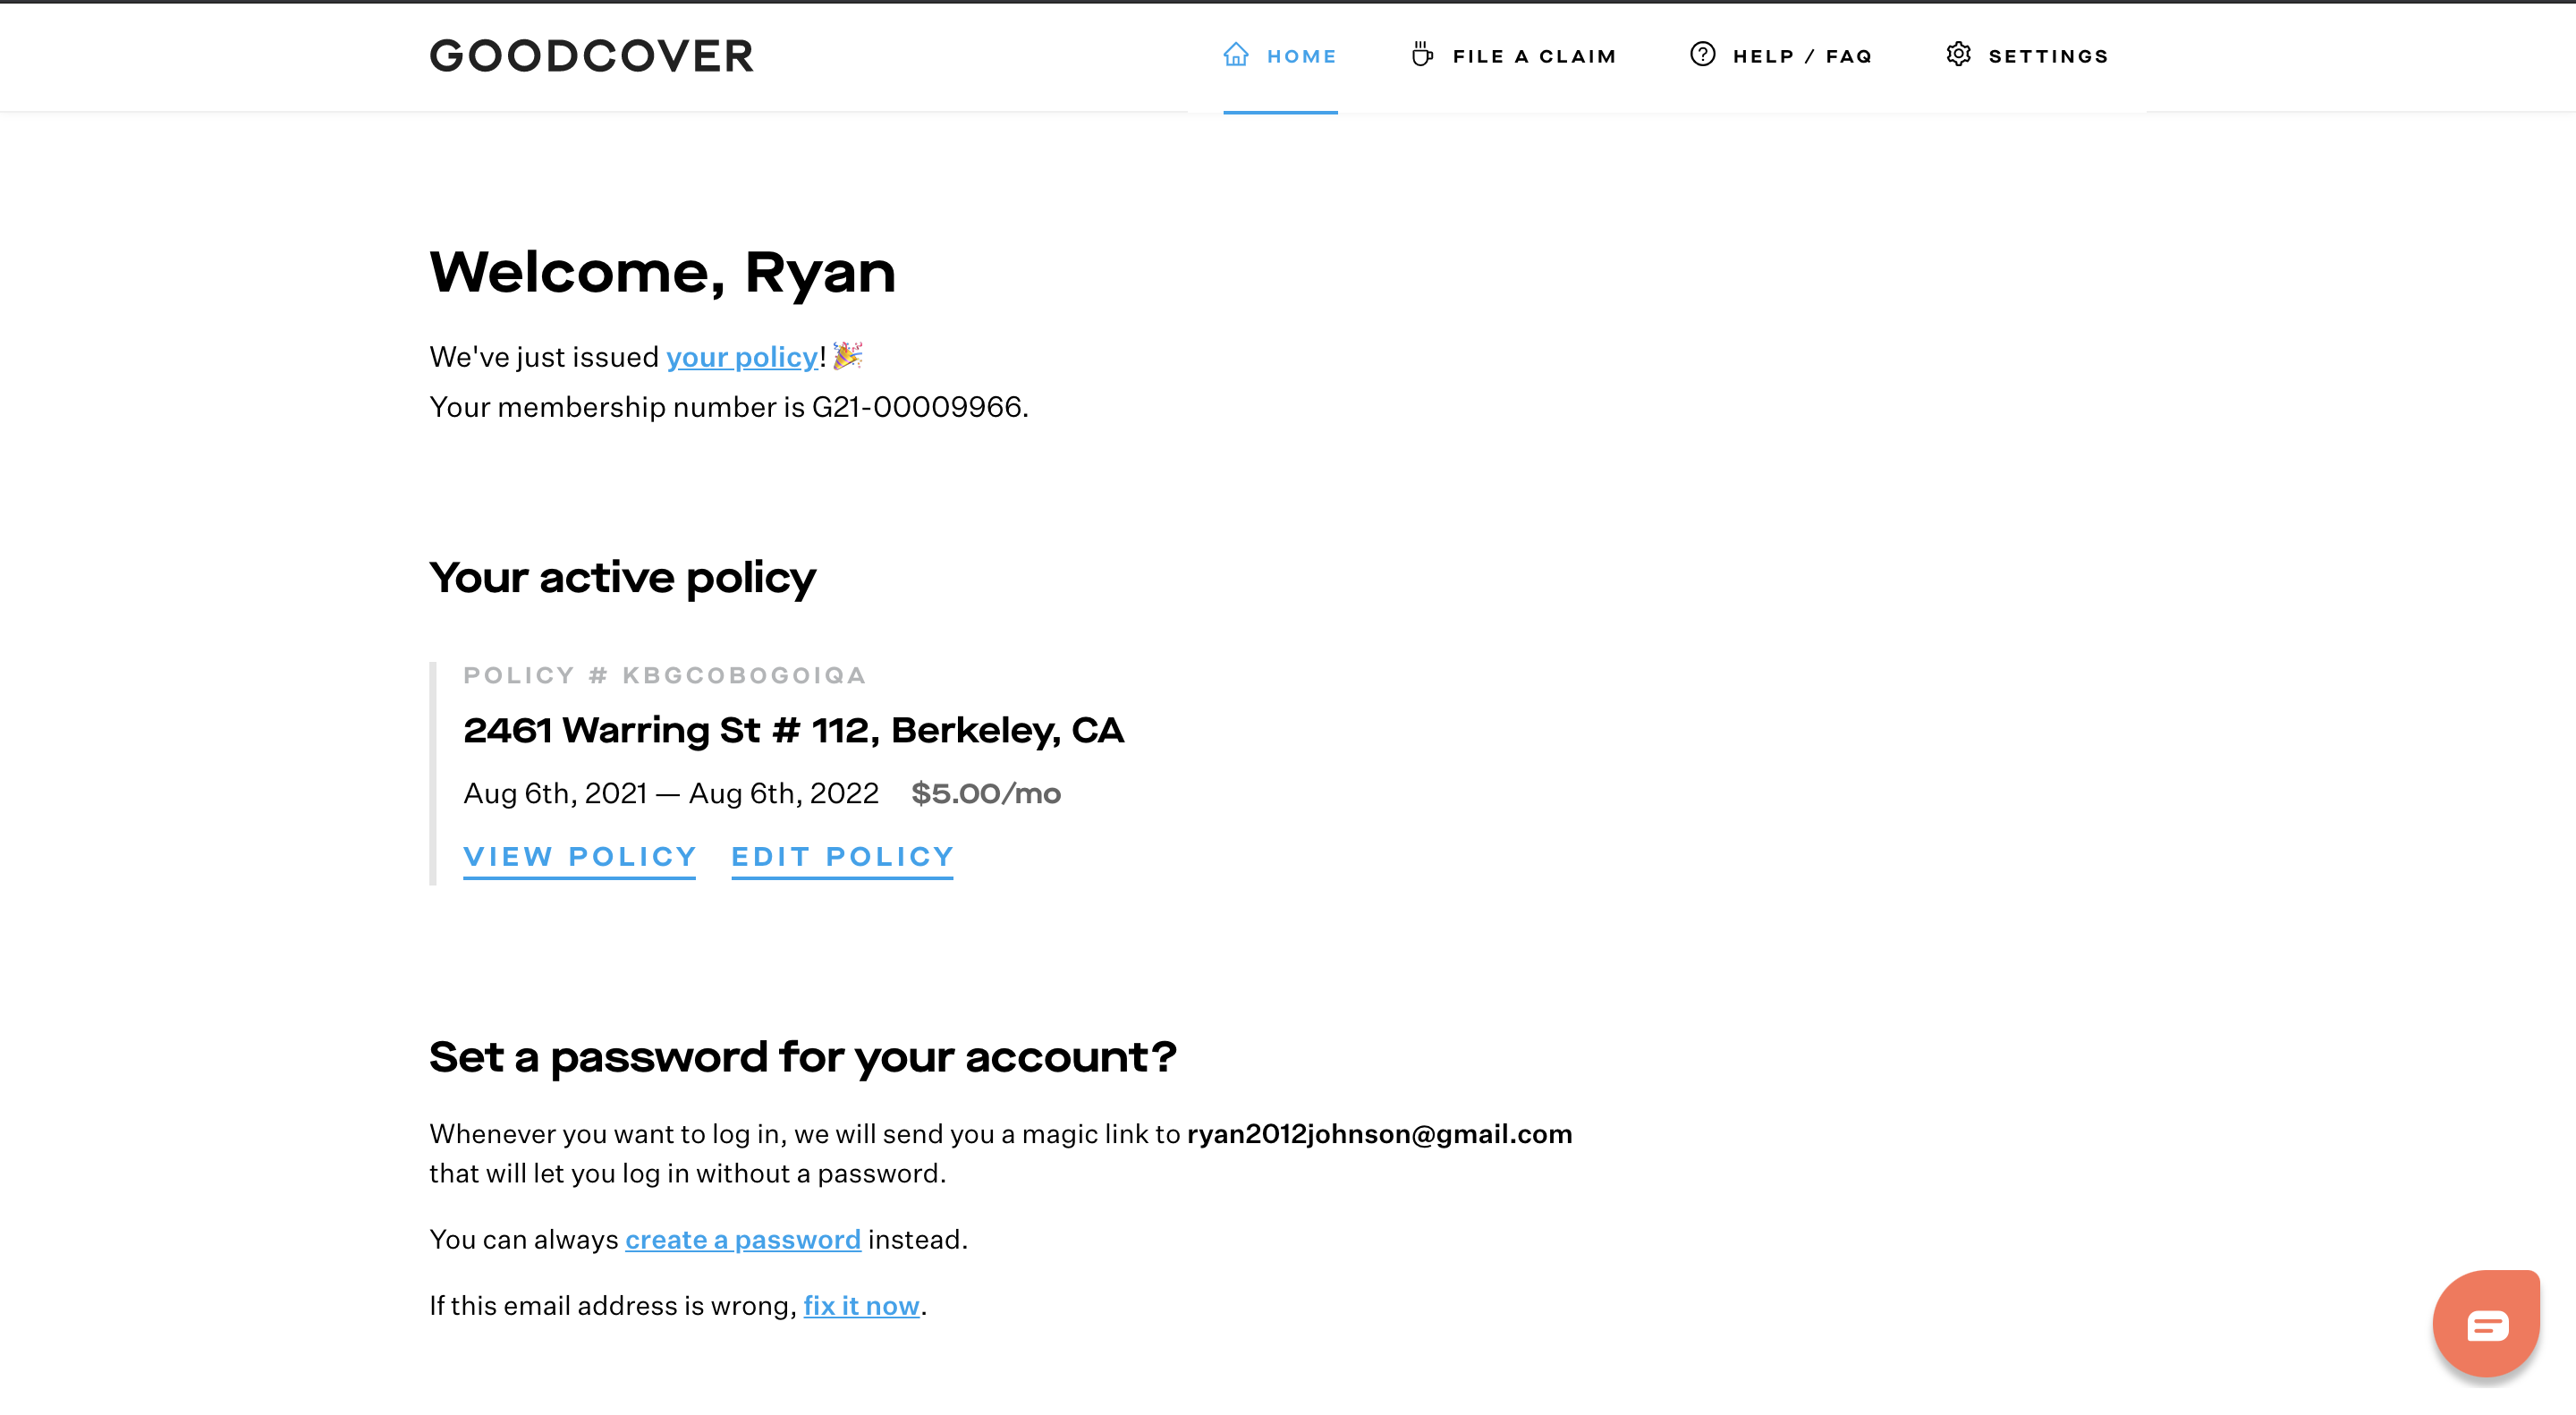 GOODCOVER
HOME
FILE A CLAIM
HELP / FAQ
SETTINGS
Welcome, Ryan
We've just issued your policy! 🎉
Your membership number is G21-00009966.
Your active policy
POLICY # KBGC0B0G0IQA
2461 Warring St # 112, Berkeley, CA
Aug 6th, 2021 — Aug 6th, 2022 $5.00/mo
VIEW POLICY EDIT POLICY
Set a password for your account?
Whenever you want to log in, we will send you a magic link to ryan2012johnson@gmail.com
that will let you log in without a password.
You can always create a password instead.
If this email address is wrong, fix it now.